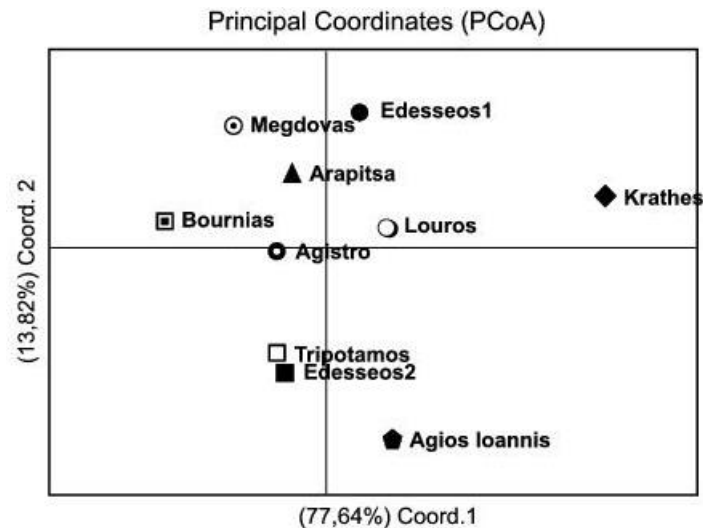 Principal Coordinates (PCoA)
Edesseos1
Megdovas
Arapitsa
Krathes
Bournias
Louros
Agistro
(13,82%) Coord. 2
Tripotamos
Edesseos2
Agios Ioannis
(77,64%) Coord.1